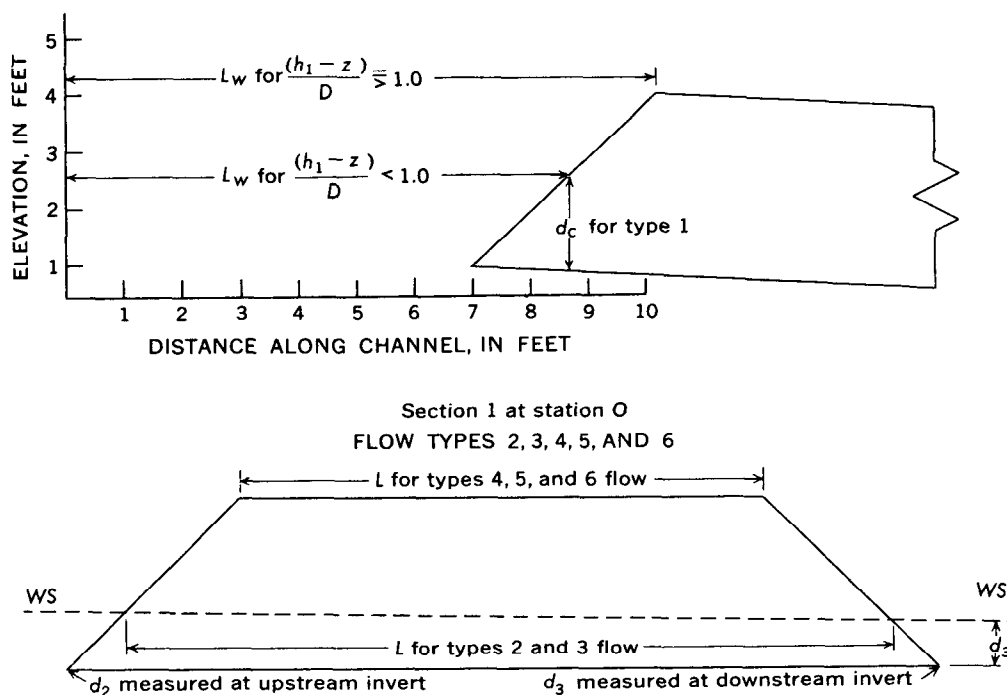 ELEVATION, IN FEET
5
4
3
2
1
L_W for (h_1 – z)/D ⩾ 1.0
L_W for (h_1 – z)/D < 1.0
d_c for type 1
1 2 3 4 5 6 7 8 9 10
DISTANCE ALONG CHANNEL, IN FEET
Section 1 at station O
FLOW TYPES 2, 3, 4, 5, AND 6
L for types 4, 5, and 6 flow
WS
WS
L for types 2 and 3 flow
d_2 measured at upstream invert
d_3 measured at downstream invert